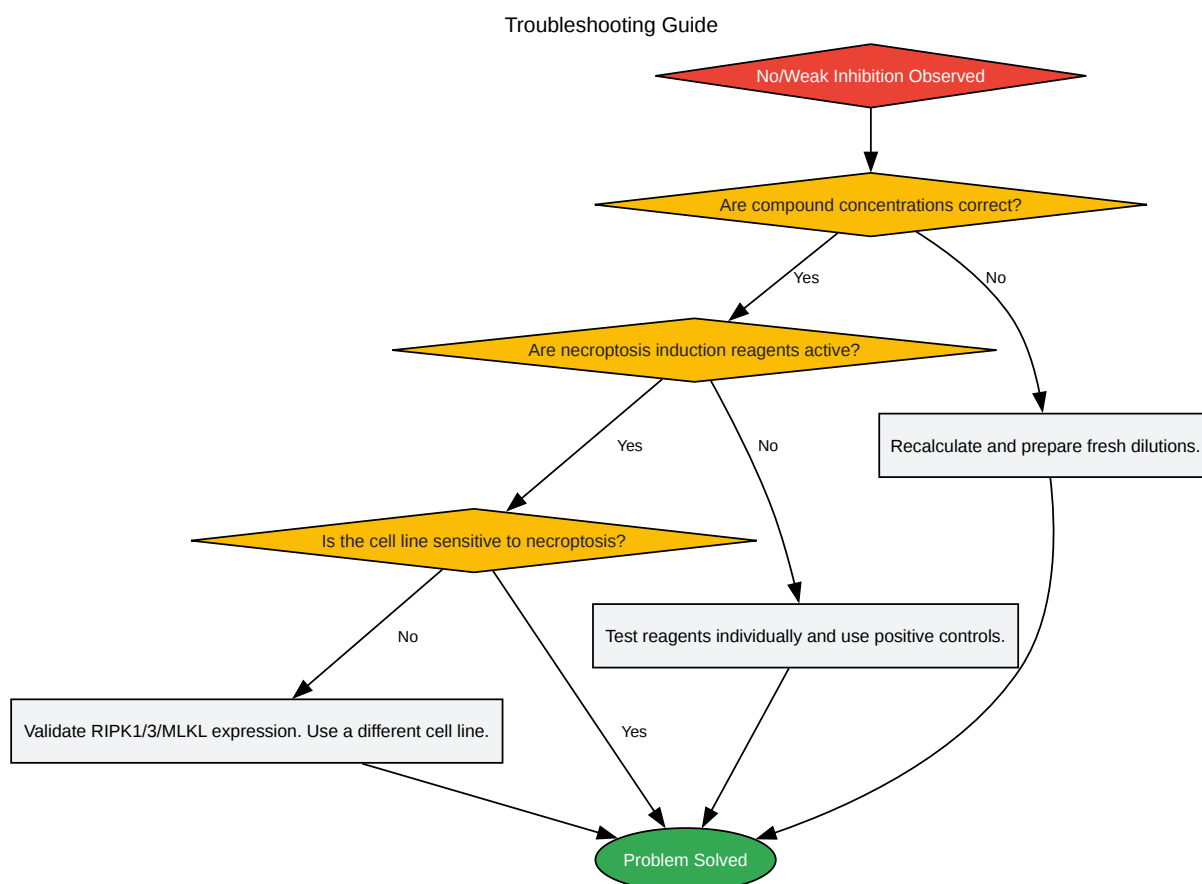 Troubleshooting Guide
No/Weak Inhibition Observed
Are compound concentrations correct?
Yes
No
Are necroptosis induction reagents active?
Yes
No
Recalculate and prepare fresh dilutions.
Is the cell line sensitive to necroptosis?
No
Test reagents individually and use positive controls.
Validate RIPK1/3/MLKL expression. Use a different cell line.
Yes
Problem Solved